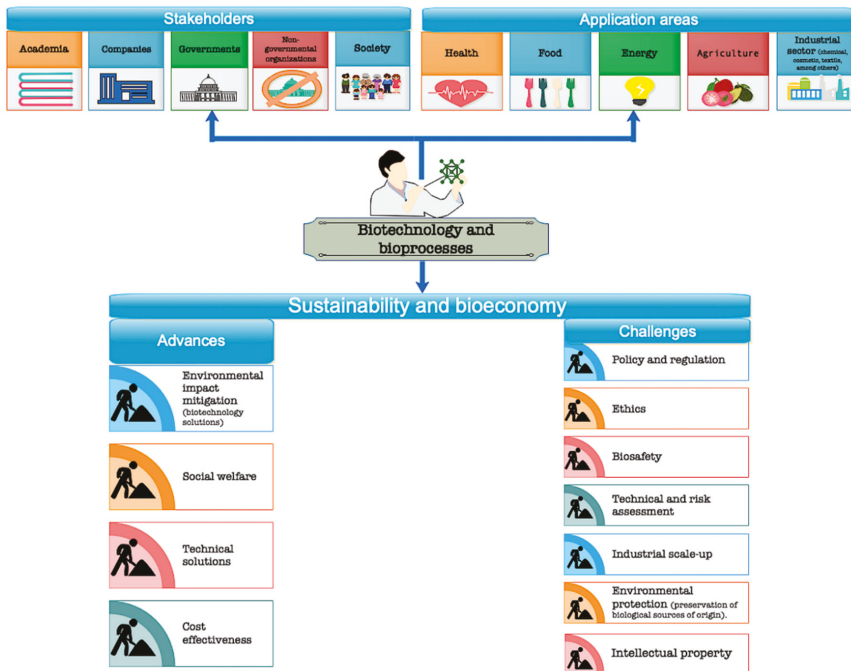 Stakeholders
Application areas
Academia
Companies
Governments
Non-
governmental
organizations
Society
Health
Food
Energy
Agriculture
Industrial
sector (chemical,
cosmetic, textile,
among others)
Biotechnology and
bioprocesses
Sustainability and bioeconomy
Advances
Environmental
impact
mitigation
(biotechnology
solutions)
Social welfare
Technical
solutions
Cost
effectiveness
Challenges
Policy and regulation
Ethics
Biosafety
Technical and risk
assessment
Industrial scale-up
Environmental
protection (preservation of
biological sources of origin).
Intellectual property